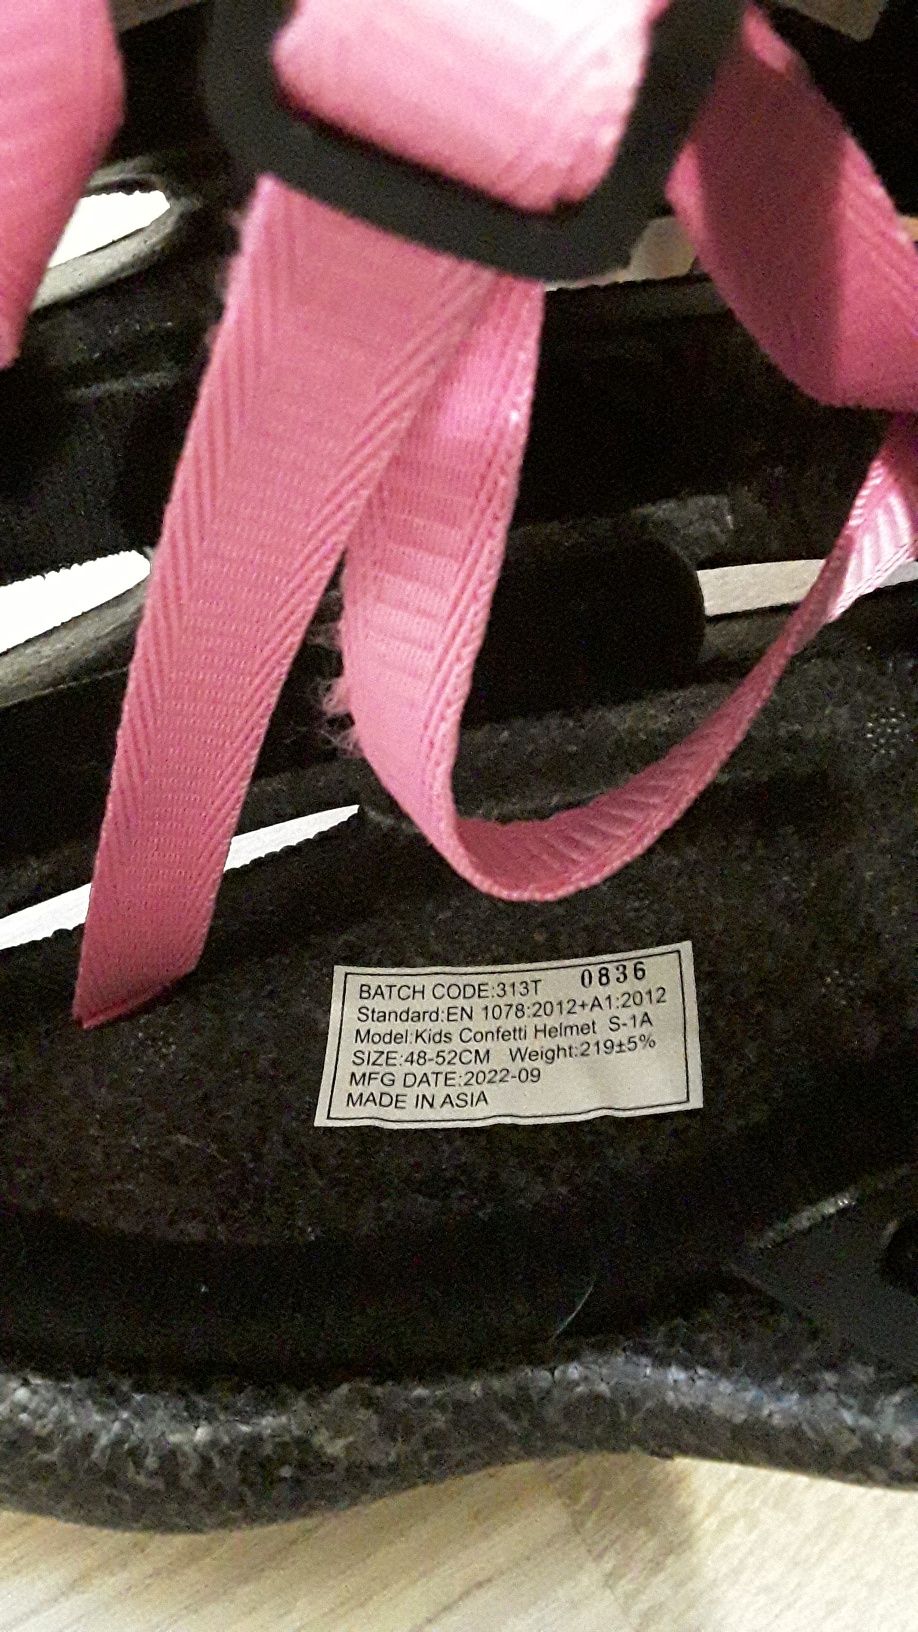 BATCH CODE:313T 0836
Standard:EN 1078:2012+A1:2012
Model:Kids Confetti Helmet S-1A
SIZE:48-52CM Weight:219±5%
MFG DATE:2022-09
MADE IN ASIA